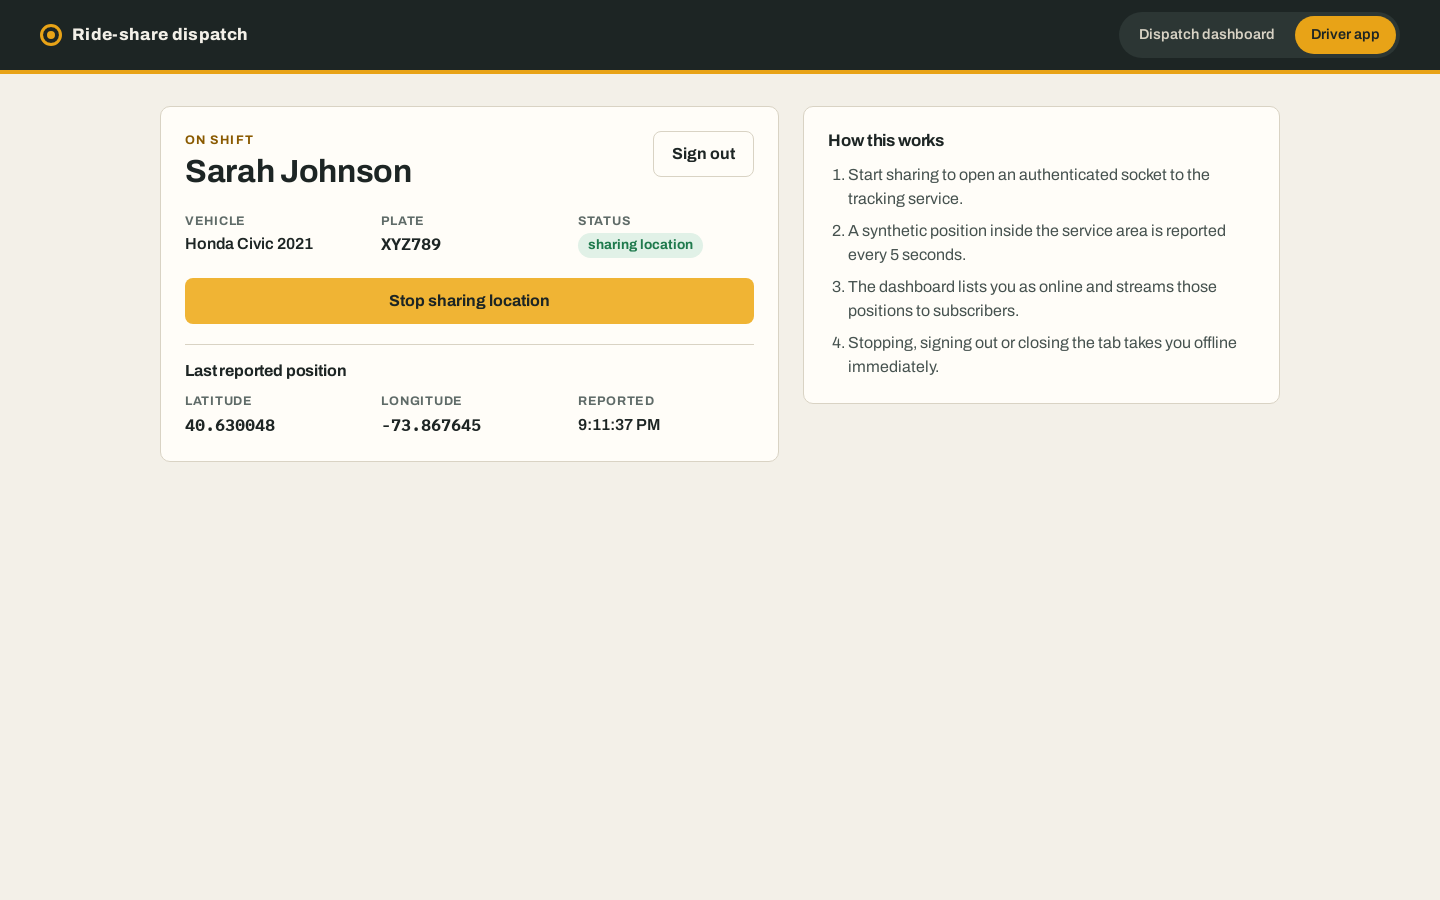 Ride-share dispatch
Dispatch dashboard
Driver app
ON SHIFT
Sarah Johnson
Sign out
VEHICLE
Honda Civic 2021
PLATE
XYZ789
STATUS
sharing location
Stop sharing location
Last reported position
LATITUDE
40.630048
LONGITUDE
-73.867645
REPORTED
9:11:37 PM
How this works
1. Start sharing to open an authenticated socket to the
tracking service.
2. A synthetic position inside the service area is reported
every 5 seconds.
3. The dashboard lists you as online and streams those
positions to subscribers.
4. Stopping, signing out or closing the tab takes you offline
immediately.